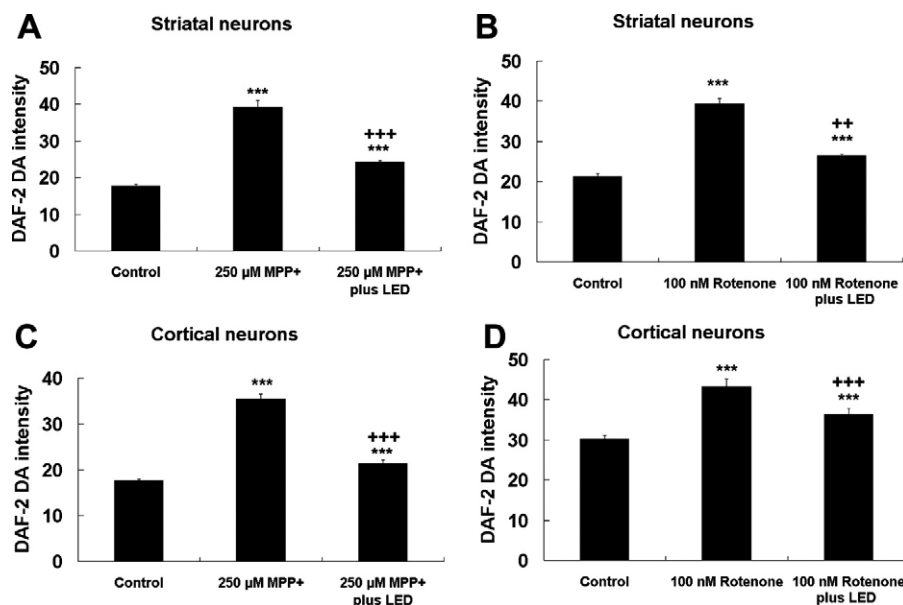 A
Striatal neurons
DAF-2 DA intensity
50
40
30
20
10
0
***
+++
***
Control
250 µM MPP+
250 µM MPP+
plus LED
B
Striatal neurons
DAF-2 DA intensity
50
40
30
20
10
0
***
++
***
Control
100 nM Rotenone
100 nM Rotenone
plus LED
C
Cortical neurons
DAF-2 DA intensity
40
30
20
10
0
***
+++
***
Control
250 µM MPP+
250 µM MPP+
plus LED
D
Cortical neurons
DAF-2 DA intensity
50
40
30
20
10
0
***
+++
***
Control
100 nM Rotenone
100 nM Rotenone
plus LED